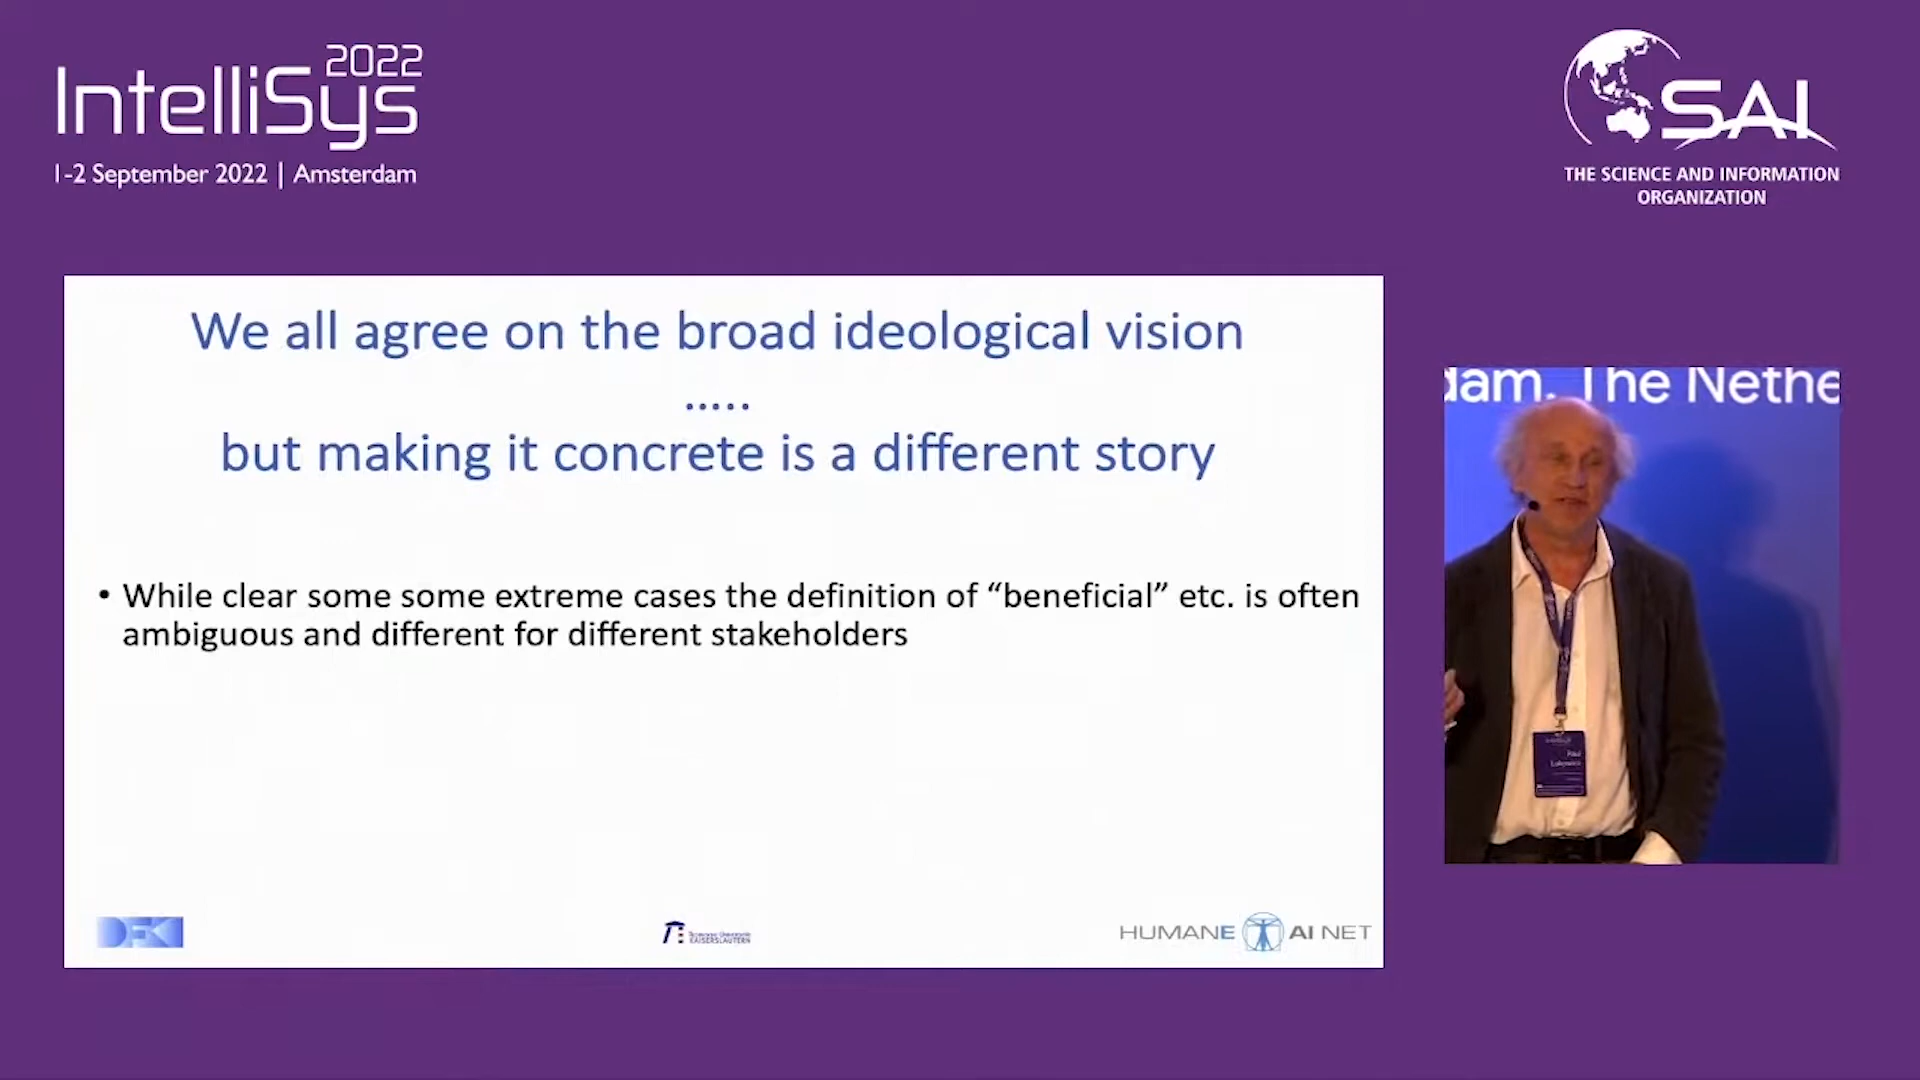 IntelliSys 2022
1-2 September 2022 | Amsterdam
SAI
THE SCIENCE AND INFORMATION
ORGANIZATION
We all agree on the broad ideological vision
.....
but making it concrete is a different story
• While clear some some extreme cases the definition of “beneficial” etc. is often
ambiguous and different for different stakeholders
dam, The Nethe
Paul
DFKI
KAISERSLAUTERN
HUMANE AI NET